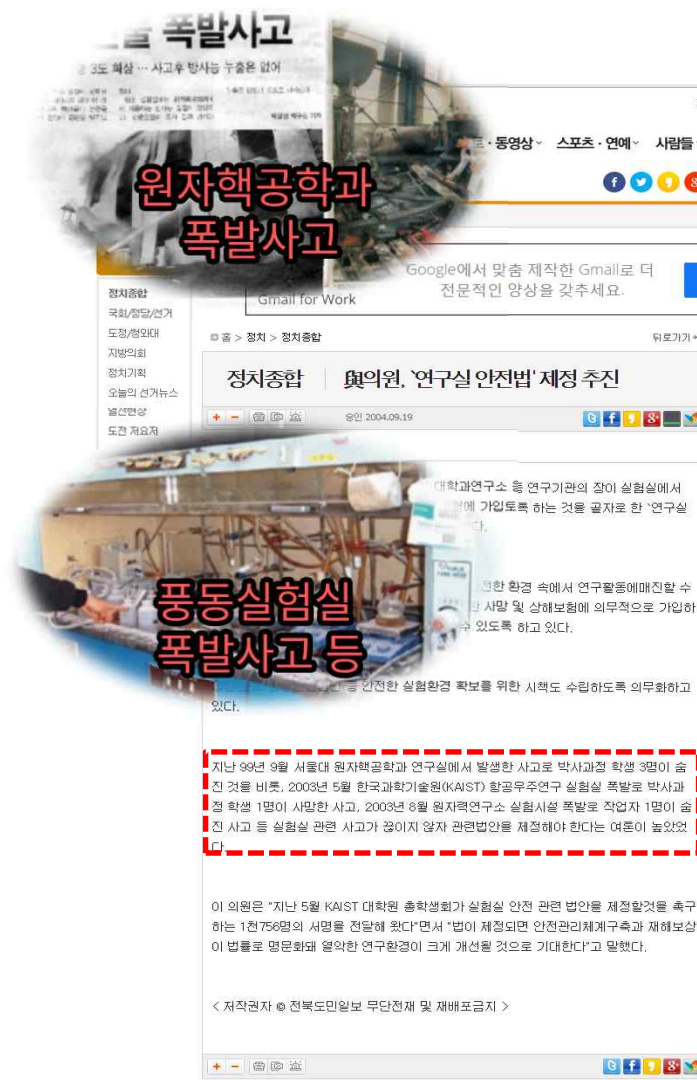 폭발사고
3도 화상 … 사고후 방사능 누출은 없어
원자핵공학과
폭발사고
동영상 스포츠 · 연예 사람들
Google에서 맞춤 제작한 Gmail로 더
전문적인 양상을 갖추세요.
Gmail for Work
정치종합
국회/정당/선거
도정/청와대
지방의회
정치기획
오늘의 선거뉴스
열전현장
도전 저요저
홈 > 정치 > 정치종합
뒤로가기
정치종합 與의원, `연구실 안전법' 제정 추진
승인 2004.09.19
대학과연구소 등 연구기관의 장이 실험실에서
가입토록 하는 것을 골자로 한 `연구실
환경 속에서 연구활동에매진할 수
사망 및 상해보험에 의무적으로 가입하
있도록 하고 있다.
풍동실험실
폭발사고 등
안전한 실험환경 확보를 위한 시책도 수립하도록 의무화하고
있다.
지난 99년 9월 서울대 원자핵공학과 연구실에서 발생한 사고로 박사과정 학생 3명이 숨
진 것을 비롯, 2003년 5월 한국과학기술원(KAIST) 항공우주연구 실험실 폭발로 박사과
정 학생 1명이 사망한 사고, 2003년 8월 원자력연구소 실험시설 폭발로 작업자 1명이 숨
진 사고 등 실험실 관련 사고가 끊이지 않자 관련법안을 제정해야 한다는 여론이 높았었
다.
이 의원은 "지난 5월 KAIST 대학원 총학생회가 실험실 안전 관련 법안을 제정할것을 촉구
하는 1천756명의 서명을 전달해 왔다"면서 "법이 제정되면 안전관리체계구축과 재해보상
이 법률로 명문화돼 열악한 연구환경이 크게 개선될 것으로 기대한다"고 말했다.
< 저작권자 © 전북도민일보 무단전재 및 재배포금지 >